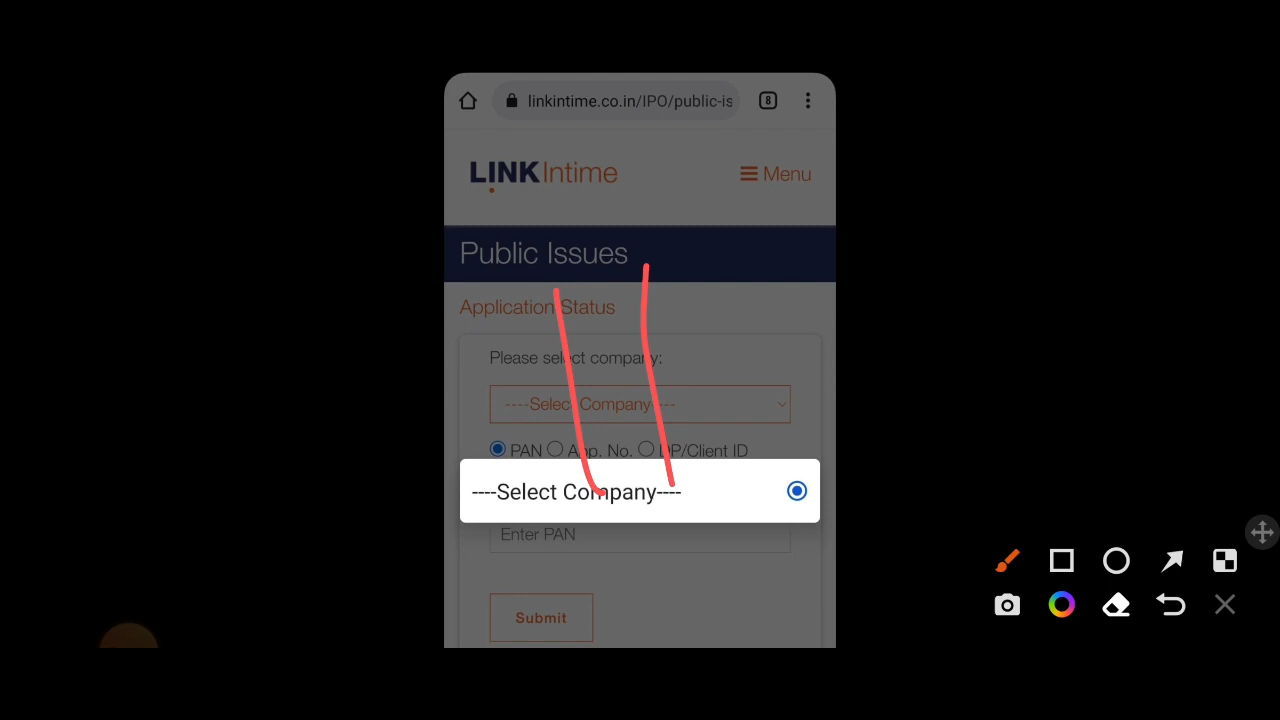 8
linkintime.co.in/IPO/public-is
LINK Intime
Menu
Public Issues
Application Status
Please select company:
----Select Company----
PAN App. No. DP/Client ID
----Select Company----
Enter PAN
Submit